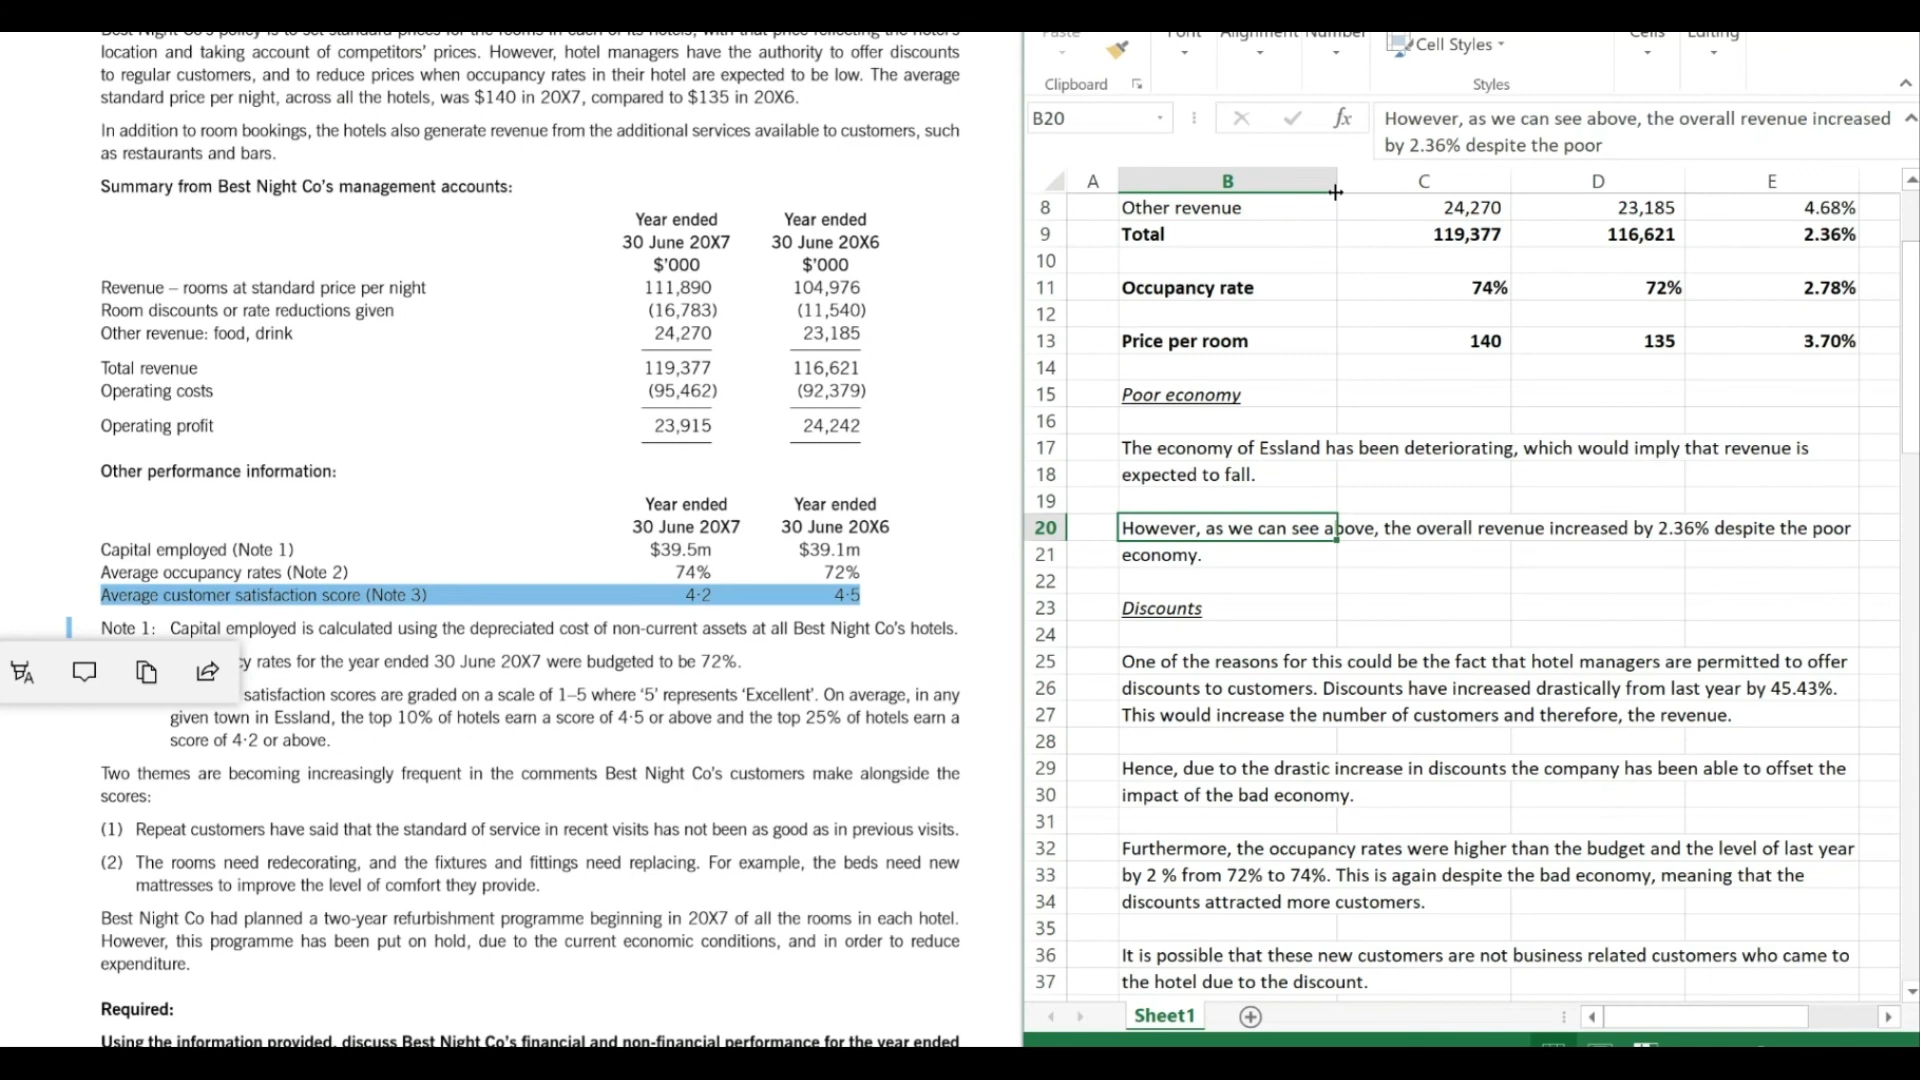 Best Night Co's policy is to set standard prices for the rooms in each of its hotels, with that price reflecting the hotel's
location and taking account of competitors' prices. However, hotel managers have the authority to offer discounts
to regular customers, and to reduce prices when occupancy rates in their hotel are expected to be low. The average
standard price per night, across all the hotels, was $140 in 20X7, compared to $135 in 20X6.
In addition to room bookings, the hotels also generate revenue from the additional services available to customers, such
as restaurants and bars.
Summary from Best Night Co's management accounts:
Year ended Year ended
30 June 20X7 30 June 20X6
$'000 $'000
Revenue – rooms at standard price per night 111,890 104,976
Room discounts or rate reductions given (16,783) (11,540)
Other revenue: food, drink 24,270 23,185
Total revenue 119,377 116,621
Operating costs (95,462) (92,379)
Operating profit 23,915 24,242
Other performance information:
Year ended Year ended
30 June 20X7 30 June 20X6
Capital employed (Note 1) $39.5m $39.1m
Average occupancy rates (Note 2) 74% 72%
Average customer satisfaction score (Note 3) 4·2 4·5
Note 1: Capital employed is calculated using the depreciated cost of non-current assets at all Best Night Co's hotels.
cy rates for the year ended 30 June 20X7 were budgeted to be 72%.
satisfaction scores are graded on a scale of 1–5 where '5' represents 'Excellent'. On average, in any
given town in Essland, the top 10% of hotels earn a score of 4·5 or above and the top 25% of hotels earn a
score of 4·2 or above.
Two themes are becoming increasingly frequent in the comments Best Night Co's customers make alongside the
scores:
(1) Repeat customers have said that the standard of service in recent visits has not been as good as in previous visits.
(2) The rooms need redecorating, and the fixtures and fittings need replacing. For example, the beds need new
mattresses to improve the level of comfort they provide.
Best Night Co had planned a two-year refurbishment programme beginning in 20X7 of all the rooms in each hotel.
However, this programme has been put on hold, due to the current economic conditions, and in order to reduce
expenditure.
Required:
Using the information provided, discuss Best Night Co's financial and non-financial performance for the year ended
Paste Font Alignment Number Cell Styles Cells Editing
Clipboard Styles
B20 fx However, as we can see above, the overall revenue increased
by 2.36% despite the poor
A B C D E
8 Other revenue 24,270 23,185 4.68%
9 Total 119,377 116,621 2.36%
10
11 Occupancy rate 74% 72% 2.78%
12
13 Price per room 140 135 3.70%
14
15 Poor economy
16
17 The economy of Essland has been deteriorating, which would imply that revenue is
18 expected to fall.
19
20 However, as we can see above, the overall revenue increased by 2.36% despite the poor
21 economy.
22
23 Discounts
24
25 One of the reasons for this could be the fact that hotel managers are permitted to offer
26 discounts to customers. Discounts have increased drastically from last year by 45.43%.
27 This would increase the number of customers and therefore, the revenue.
28
29 Hence, due to the drastic increase in discounts the company has been able to offset the
30 impact of the bad economy.
31
32 Furthermore, the occupancy rates were higher than the budget and the level of last year
33 by 2 % from 72% to 74%. This is again despite the bad economy, meaning that the
34 discounts attracted more customers.
35
36 It is possible that these new customers are not business related customers who came to
37 the hotel due to the discount.
Sheet1